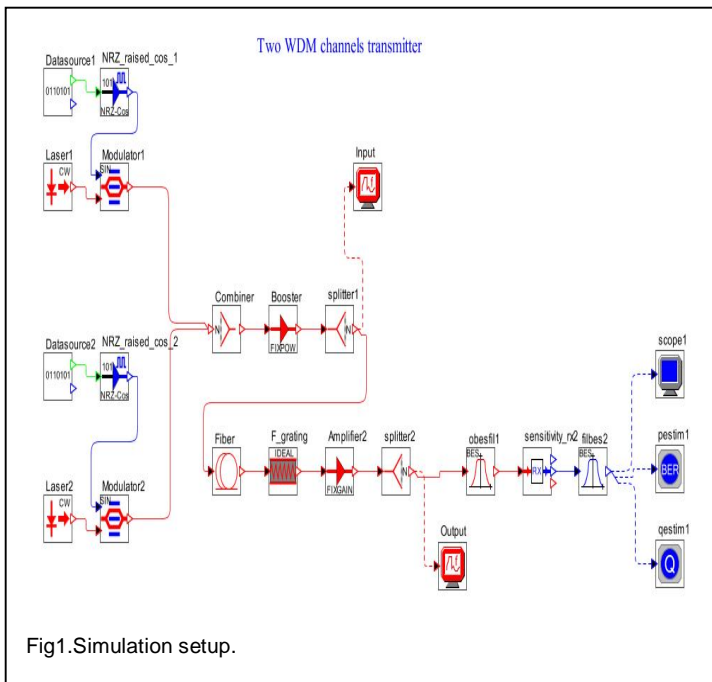 Two WDM channels transmitter
Datasource1 NRZ_raised_cos_1
0110101
101
NRZ-Cos
Laser1 Modulator1
CW
SIN
Input
Combiner Booster splitter1
IN
FIXPOW
IN
Datasource2 NRZ_raised_cos_2
0110101
101
NRZ-Cos
scope1
Fiber F_grating Amplifier2 splitter2 obesfil1 sensitivity_rx2 filbes2 pestim1
IDEAL
FIXGAIN
IN
BES
RX
BES
BER
Laser2 Modulator2
CW
SIN
Output
qestim1
Q
Fig1.Simulation setup.